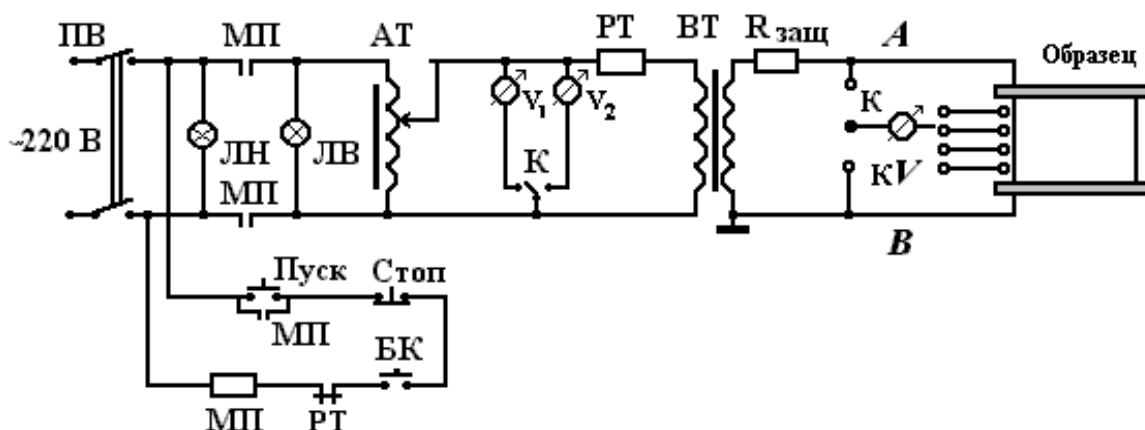 ПВ
МП
АТ
РТ
ВТ
R защ
A
Образец
~220 В
ЛН
ЛВ
V₁
V₂
К
К
КV
МП
B
Пуск
Стоп
МП
БК
МП
РТ